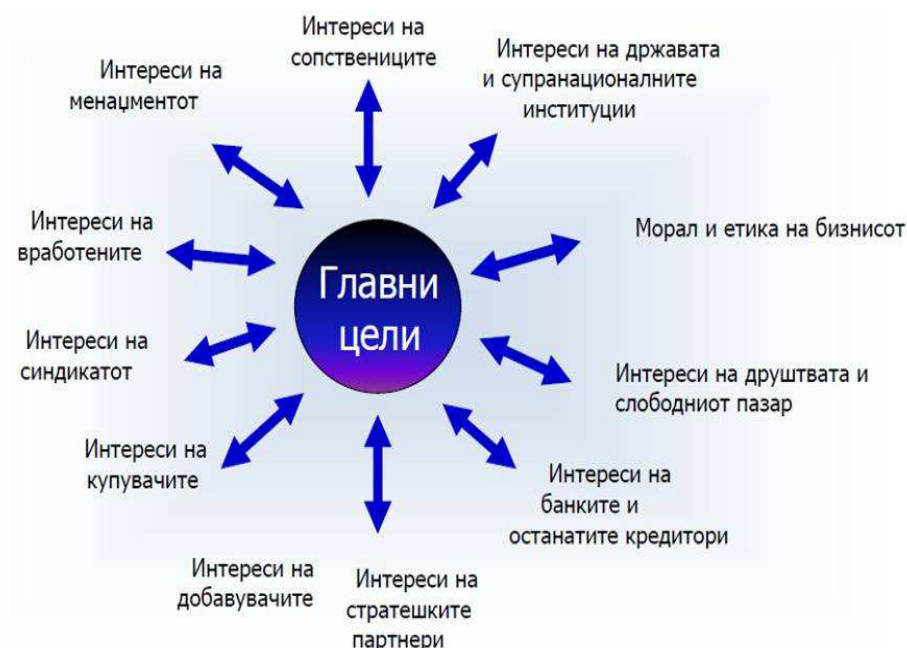 Интереси на
сопствениците
Интереси на државата
и супранационалните
институции
Интереси на
менаџментот
Морал и етика на бизнисот
Интереси на
вработените
Главни
цели
Интереси на
синдикатот
Интереси на друштвата и
слободниот пазар
Интереси на
купувачите
Интереси на
банките и
останатите кредитори
Интереси на
добавувачите
Интереси на
стратешките
партнери